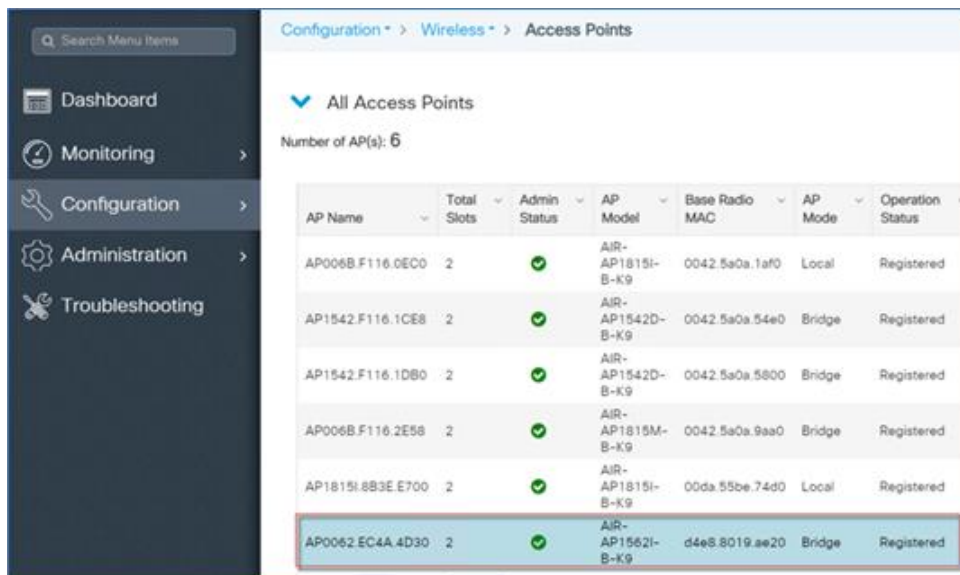 Search Menu Items
Configuration > Wireless > Access Points
Dashboard
Monitoring >
Configuration >
Administration >
Troubleshooting
All Access Points
Number of AP(s): 6
AP Name Total Slots Admin Status AP Model Base Radio MAC AP Mode Operation Status
AP006B.F116.0EC0 2 AIR-AP1815I-B-K9 0042.5a0a.1af0 Local Registered
AP1542.F116.1CE8 2 AIR-AP1542D-B-K9 0042.5a0a.54e0 Bridge Registered
AP1542.F116.1DB0 2 AIR-AP1542D-B-K9 0042.5a0a.5800 Bridge Registered
AP006B.F116.2E58 2 AIR-AP1815M-B-K9 0042.5a0a.9aa0 Bridge Registered
AP1815I.8B3E.E700 2 AIR-AP1815I-B-K9 00da.55be.74d0 Local Registered
AP0062.EC4A.4D30 2 AIR-AP1562I-B-K9 d4e8.8019.ae20 Bridge Registered